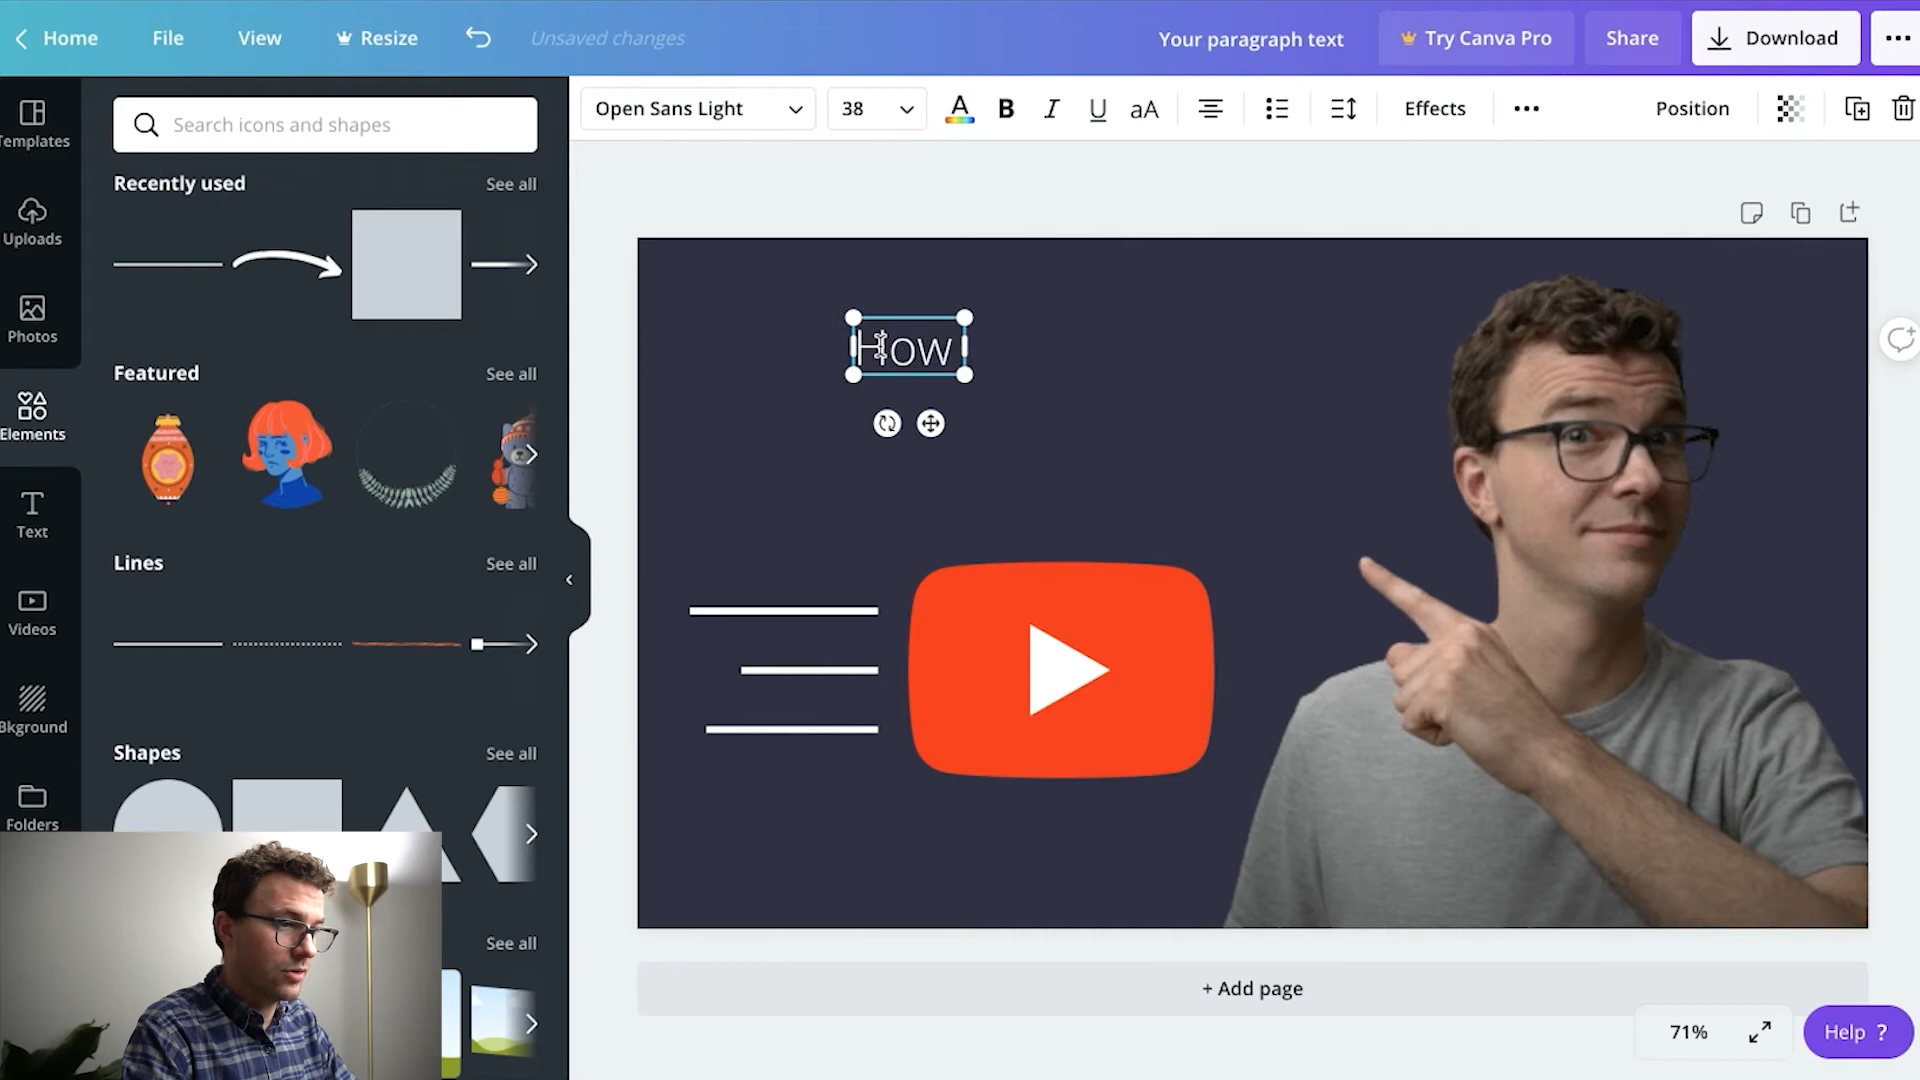 Home File View Resize Unsaved changes Your paragraph text Try Canva Pro Share Download
Open Sans Light 38 A B I U aA Effects Position
Templates
Uploads
Photos
Elements
Text
Videos
Bkground
Folders
Search icons and shapes
Recently used See all
Featured See all
Lines See all
Shapes See all
See all
How
+ Add page
71% Help ?